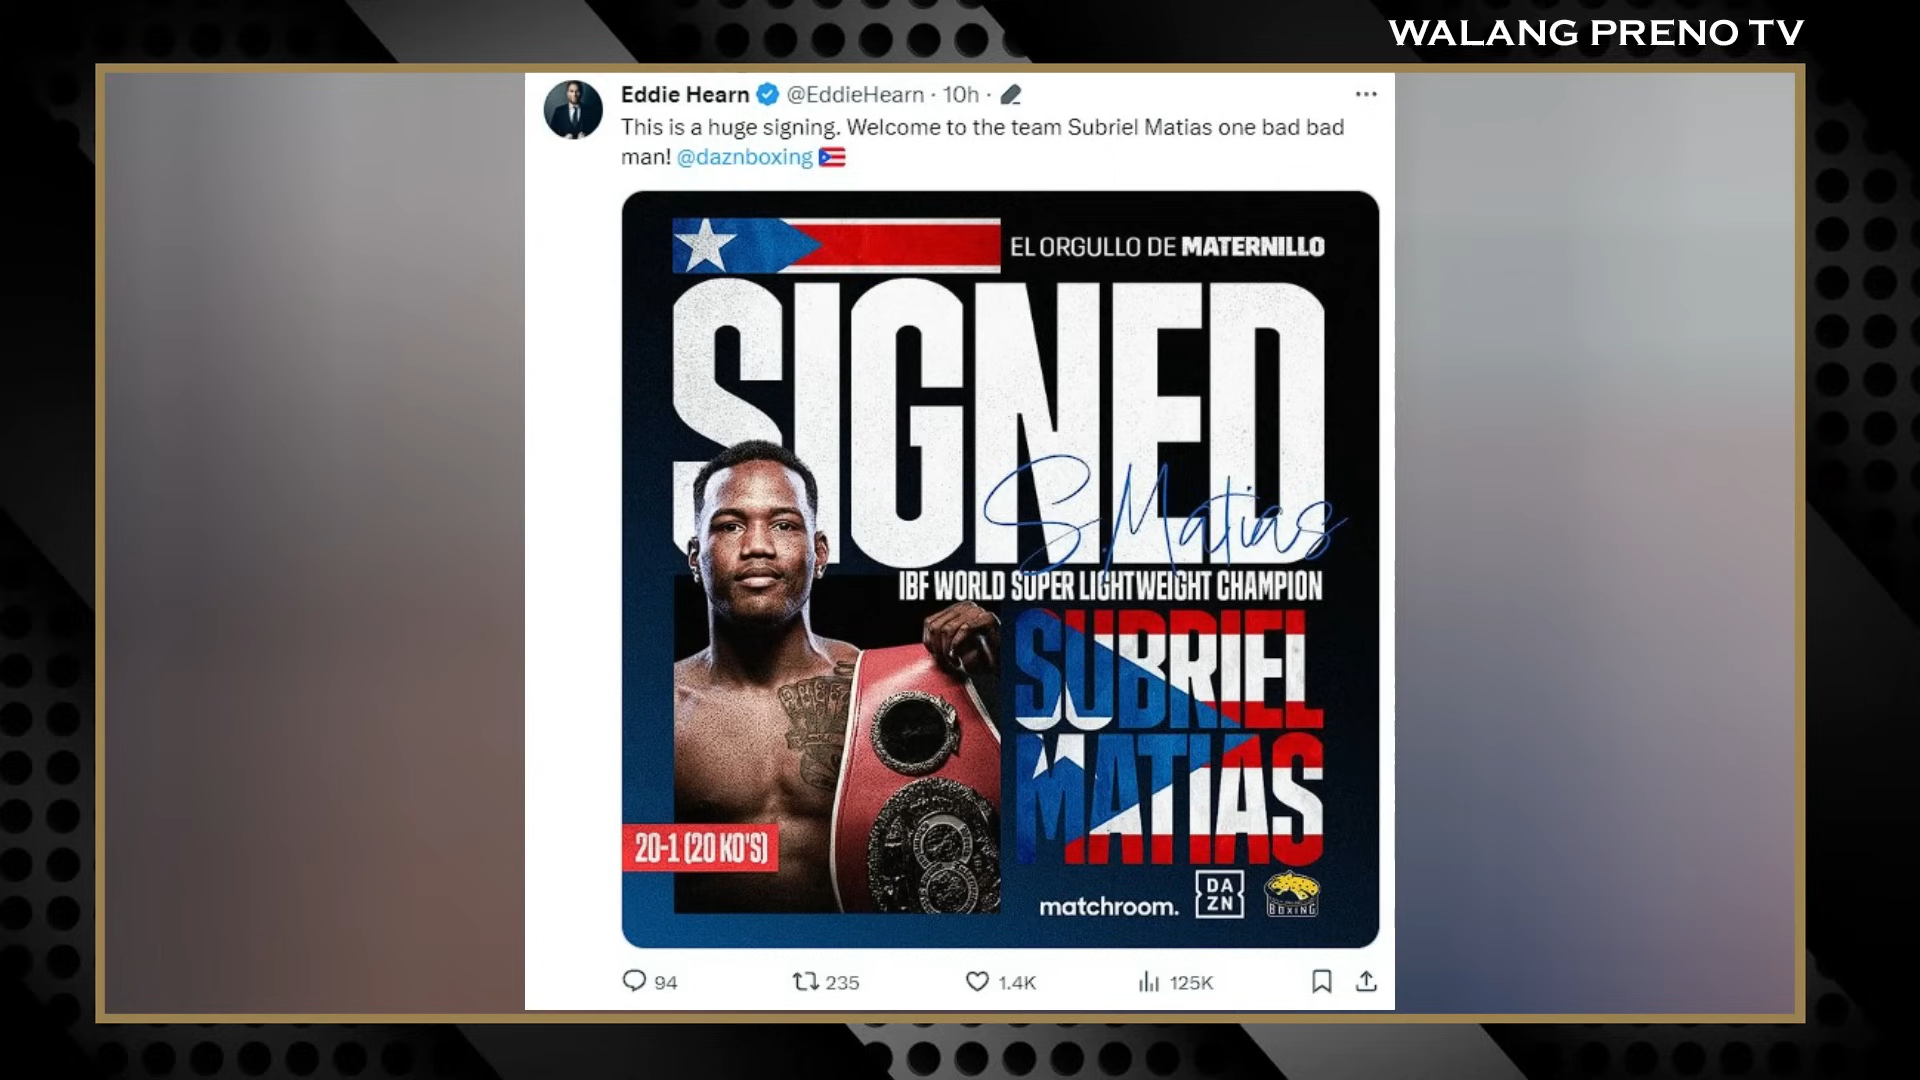 WALANG PRENO TV
Eddie Hearn @EddieHearn · 10h ·
This is a huge signing. Welcome to the team Subriel Matias one bad bad
man! @daznboxing
EL ORGULLO DE MATERNILLO
SIGNED
S.Matias
IBF WORLD SUPER LIGHTWEIGHT CHAMPION
SUBRIEL
MATIAS
20-1 (20 KO'S)
matchroom.
DA
ZN
BOXING
94 235 1.4K 125K